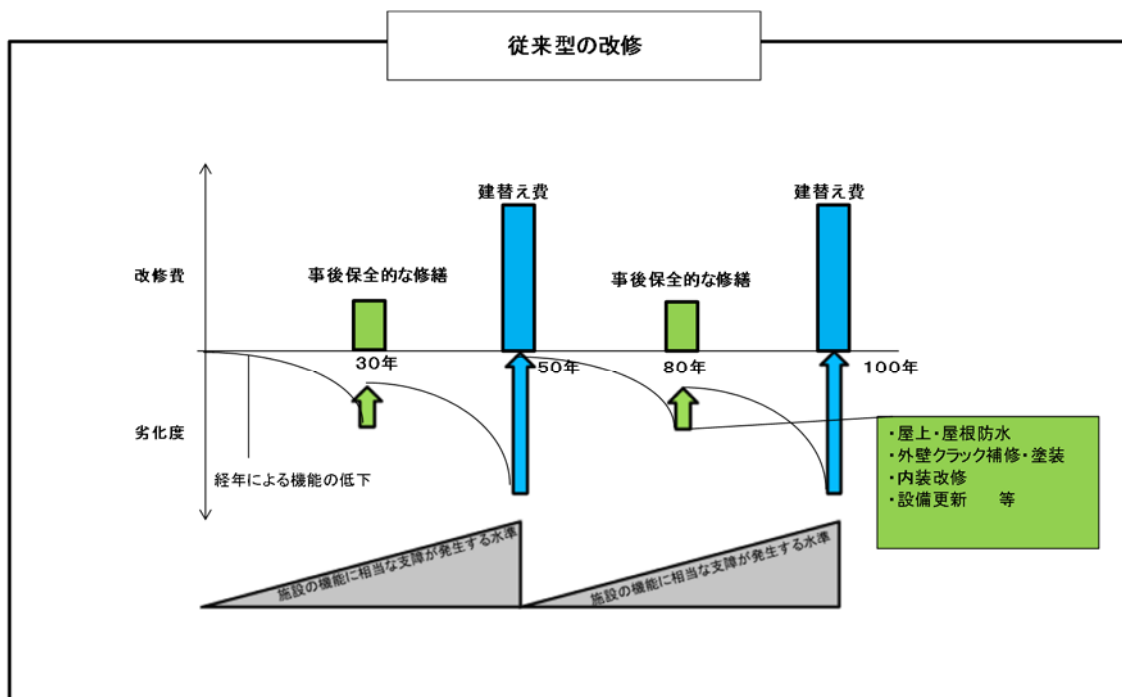 従来型の改修
建替え費
建替え費
改修費
事後保全的な修繕
事後保全的な修繕
30年
50年
80年
100年
劣化度
経年による機能の低下
・屋上・屋根防水
・外壁クラック補修・塗装
・内装改修
・設備更新　等
施設の機能に相当な支障が発生する水準
施設の機能に相当な支障が発生する水準